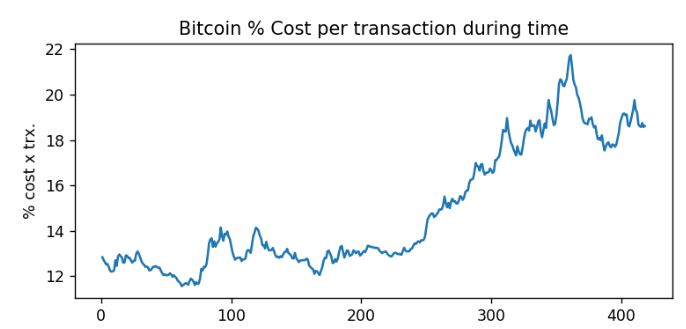 Bitcoin % Cost per transaction during time
% cost x trx.
22
20
18
16
14
12
0 100 200 300 400